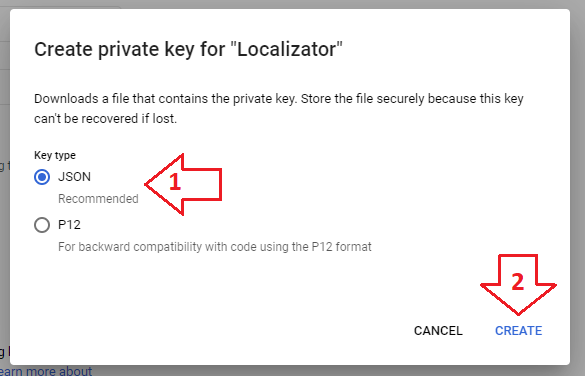 Create private key for "Localizator"
Downloads a file that contains the private key. Store the file securely because this key
can't be recovered if lost.
Key type
JSON
1
Recommended
P12
For backward compatibility with code using the P12 format
2
CANCEL
CREATE
earn more about